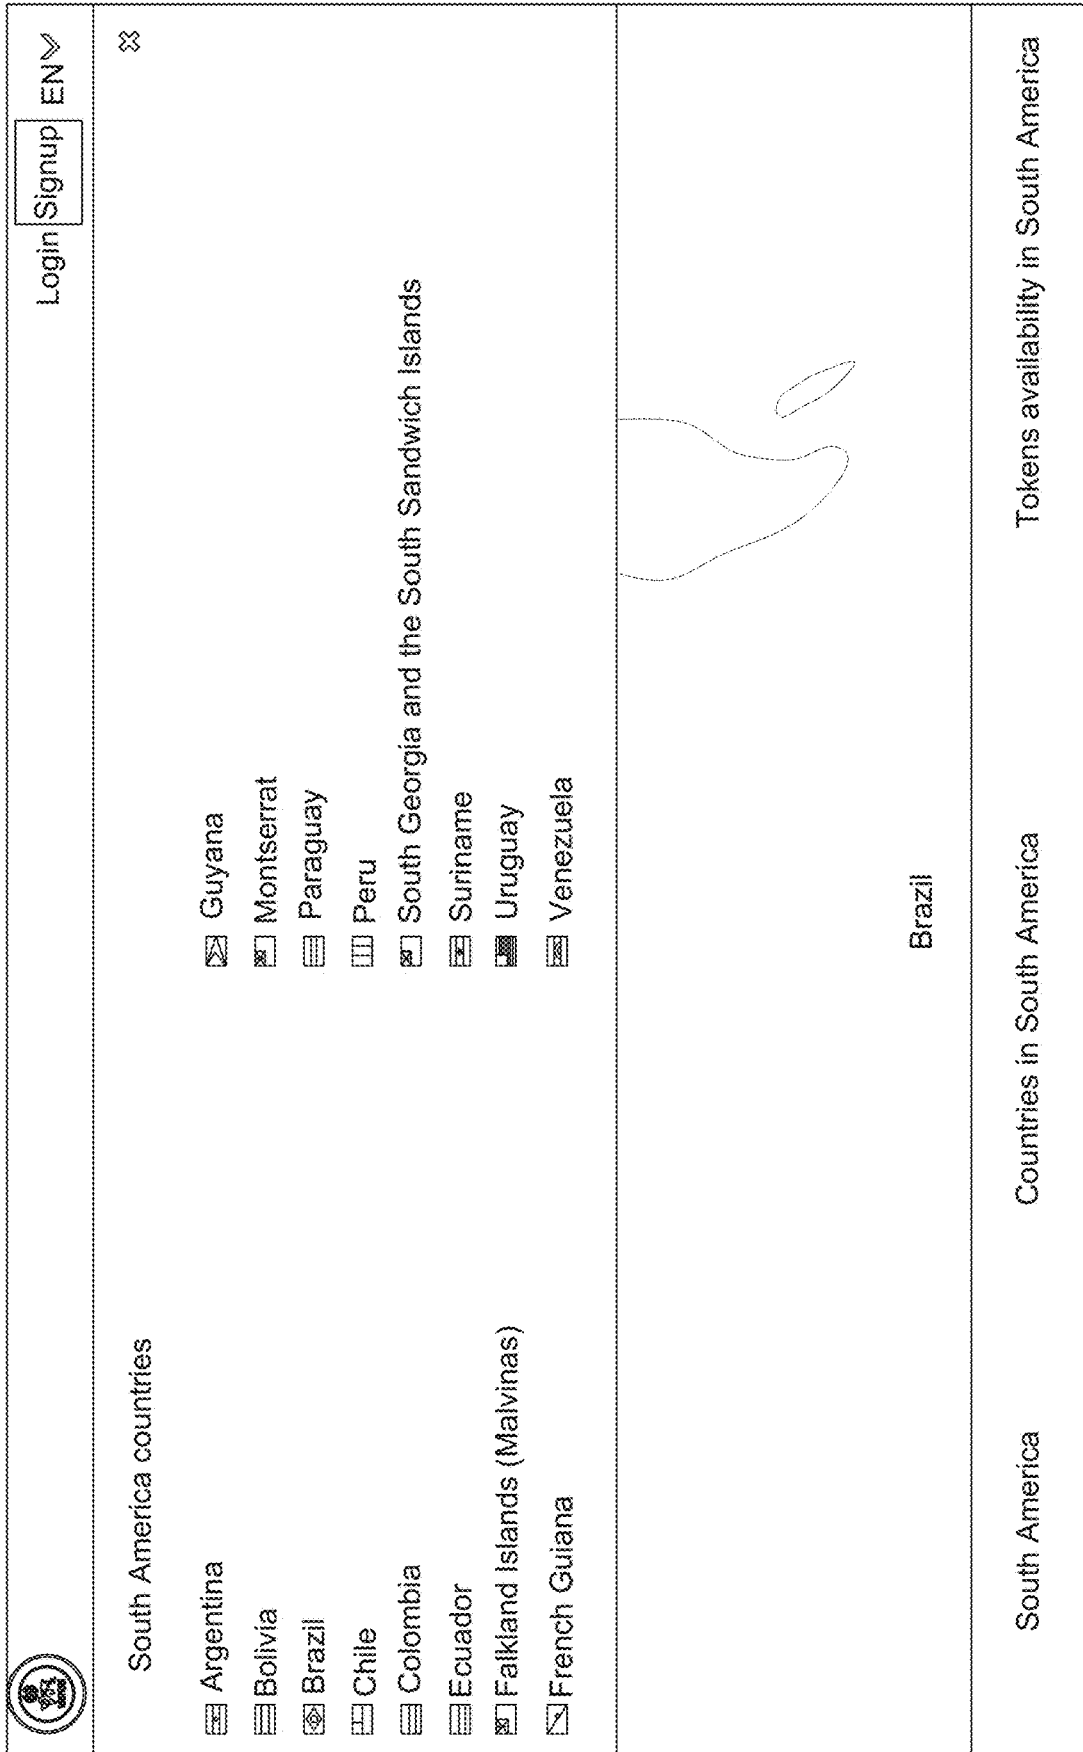 Login Signup EN
South America countries
Argentina
Bolivia
Brazil
Chile
Colombia
Ecuador
Falkland Islands (Malvinas)
French Guiana
Guyana
Montserrat
Paraguay
Peru
South Georgia and the South Sandwich Islands
Suriname
Uruguay
Venezuela
Brazil
South America
Countries in South America
Tokens availability in South America